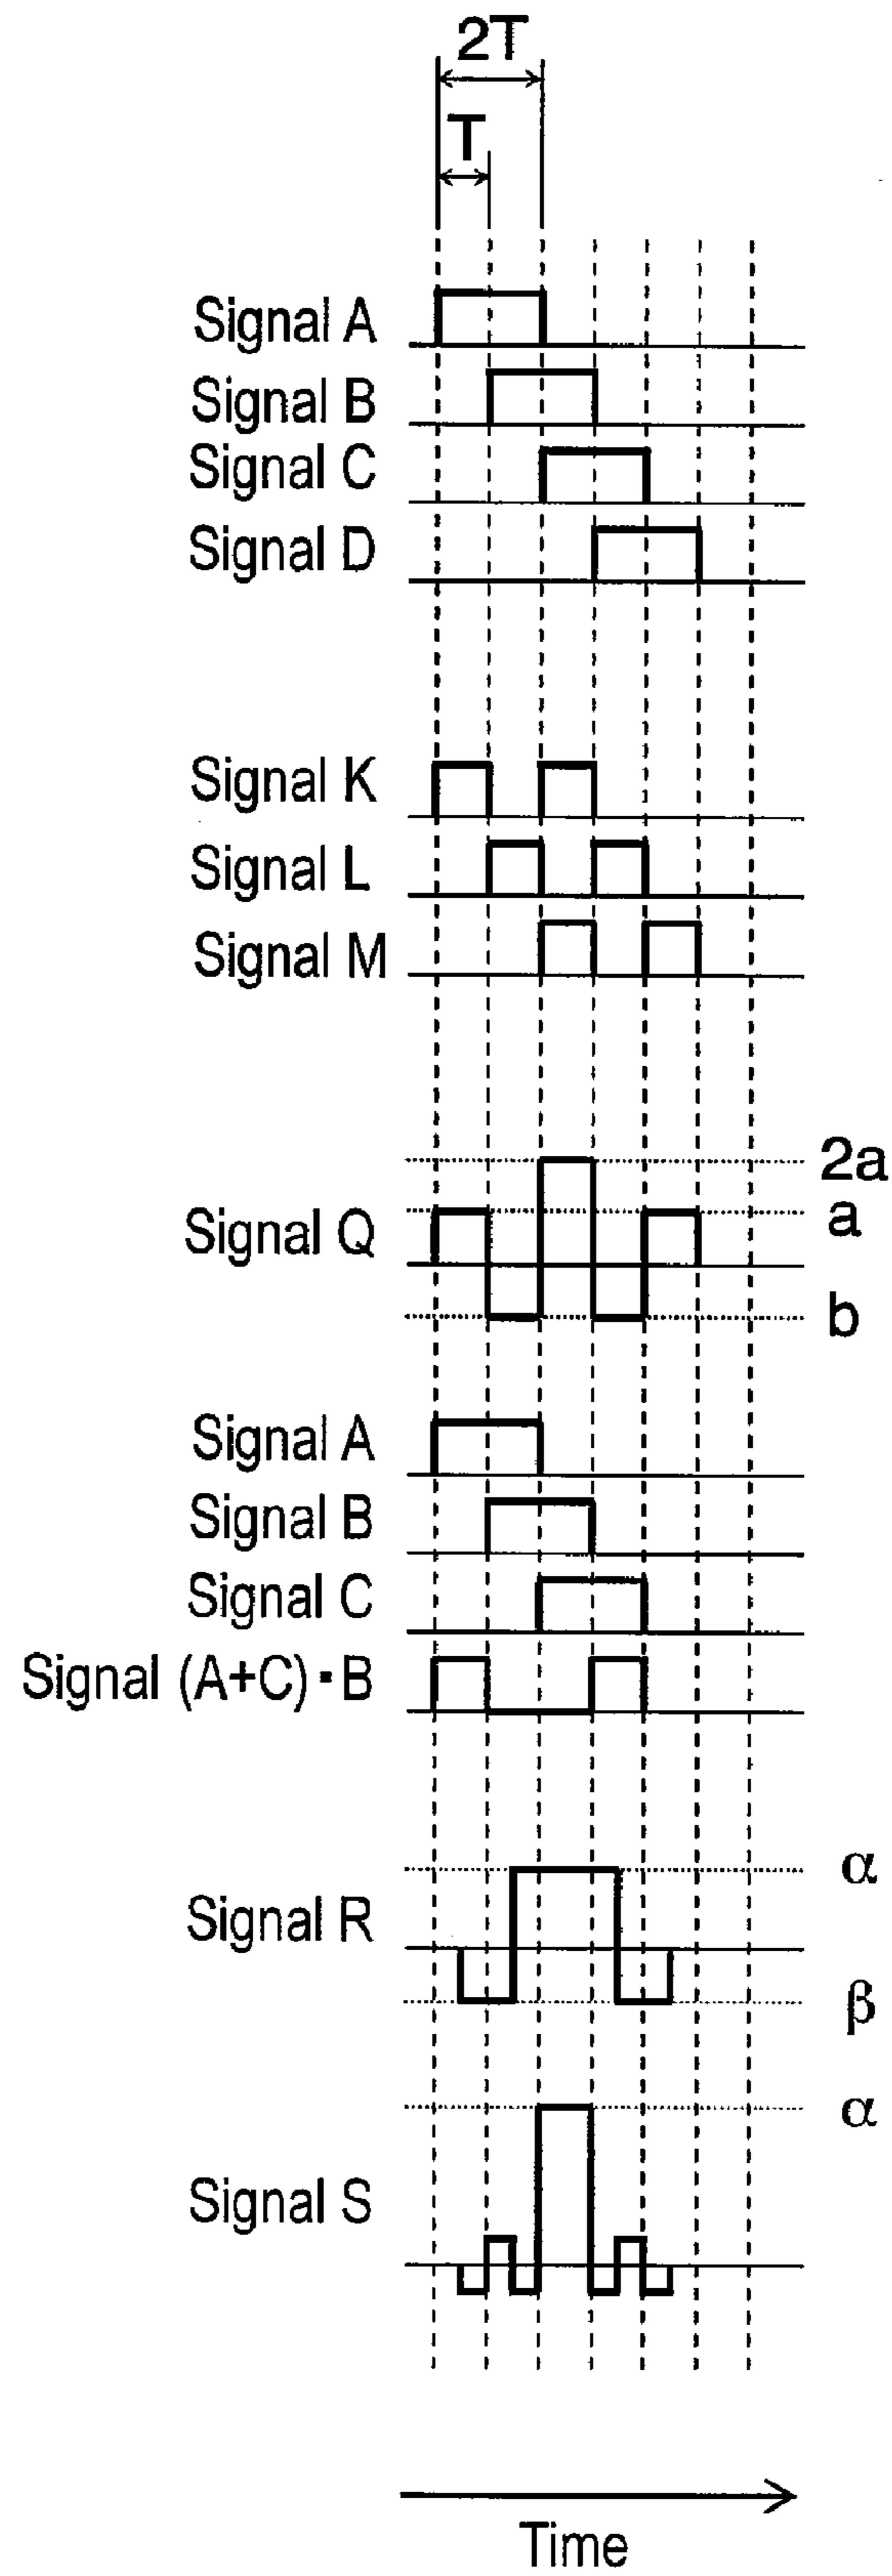 2T
T
Signal A
Signal B
Signal C
Signal D
Signal K
Signal L
Signal M
2a
Signal Q
a
b
Signal A
Signal B
Signal C
Signal (A+C)·B
α
Signal R
β
α
Signal S
Time